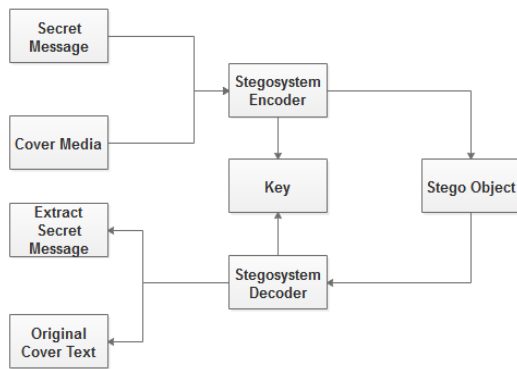 Secret
Message
Stegosystem
Encoder
Cover Media
Key
Stego Object
Extract
Secret
Message
Stegosystem
Decoder
Original
Cover Text